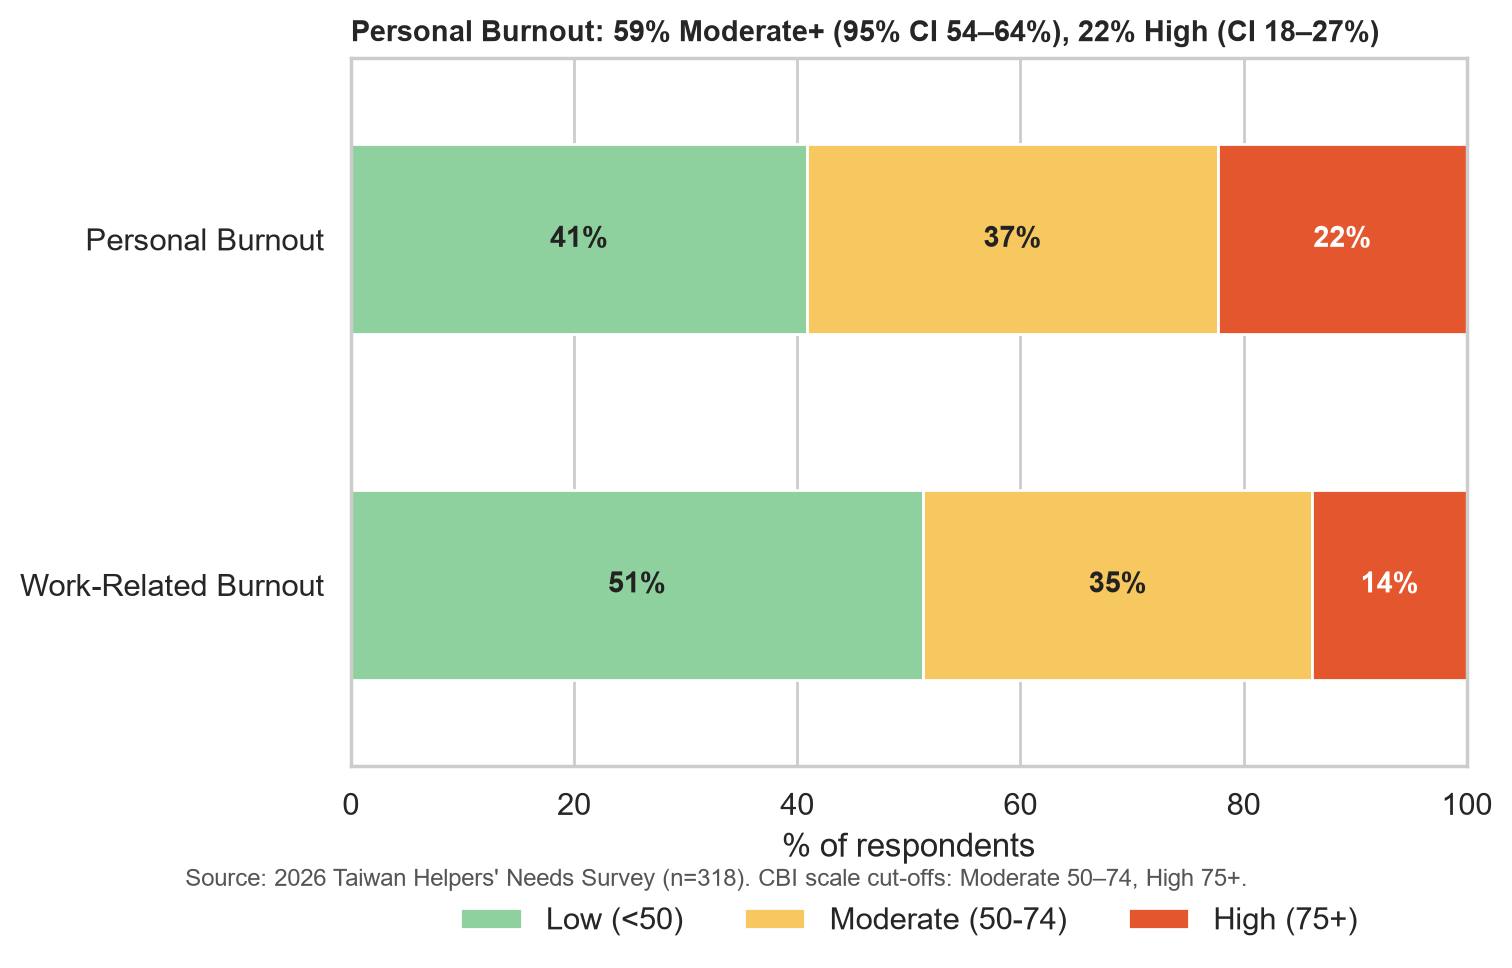 Personal Burnout: 59% Moderate+ (95% CI 54–64%), 22% High (CI 18–27%)
Personal Burnout
41%
37%
22%
Work-Related Burnout
51%
35%
14%
0 20 40 60 80 100
% of respondents
Source: 2026 Taiwan Helpers' Needs Survey (n=318). CBI scale cut-offs: Moderate 50–74, High 75+.
Low (<50) Moderate (50-74) High (75+)